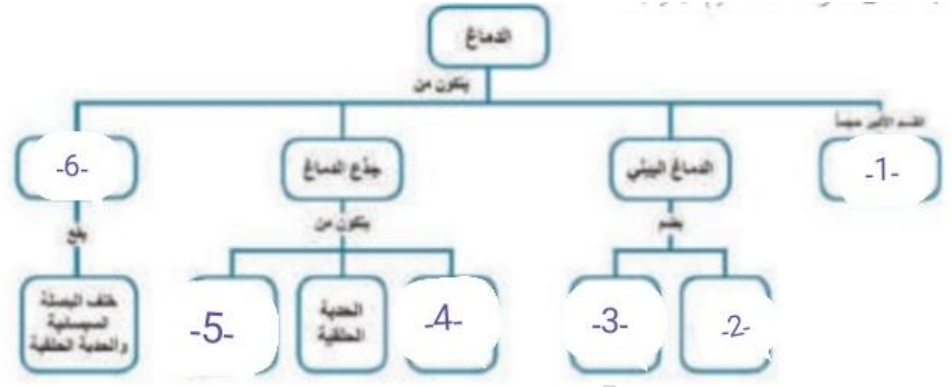 الدماغ
يتكون من
القسم الأكبر حجماً
-1-
الدماغ البيني
جذع الدماغ
-6-
يضم
يتكون من
يقع
-2-
-3-
-4-
الحدبة
الحلقية
-5-
خلف البصلة
السيسائية
والحدبة الحلقية